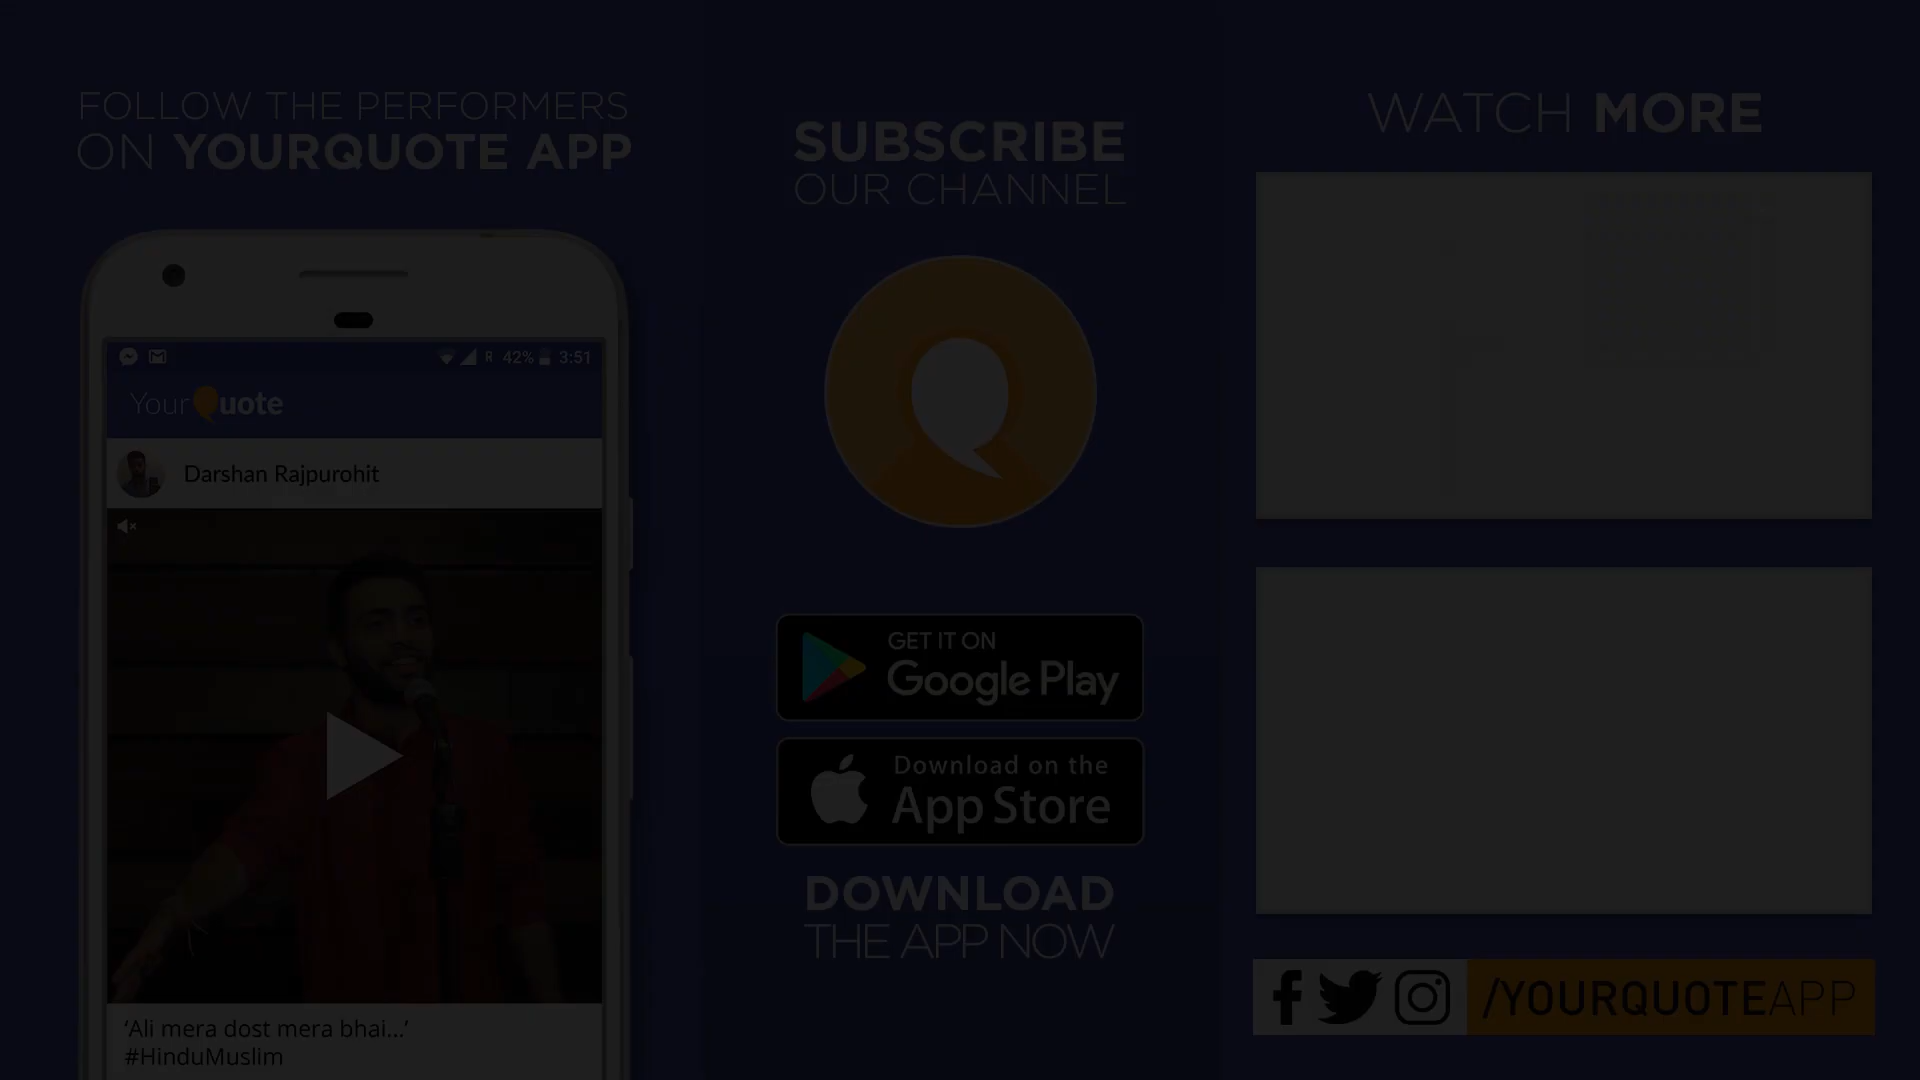 FOLLOW THE PERFORMERS
ON YOURQUOTE APP
R 42% 3:51
YourQuote
Darshan Rajpurohit
‘Ali mera dost mera bhai...’
#HinduMuslim
SUBSCRIBE
OUR CHANNEL
GET IT ON
Google Play
Download on the
App Store
DOWNLOAD
THE APP NOW
WATCH MORE
/YOURQUOTEAPP